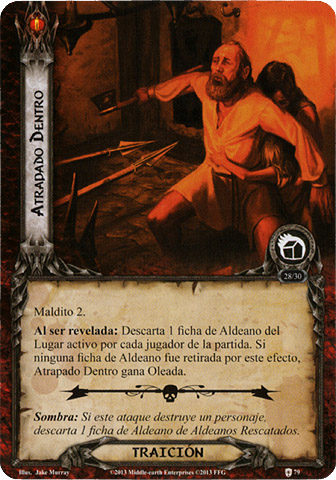 ATRAPADO DENTRO
28/30
Maldito 2.
Al ser revelada: Descarta 1 ficha de Aldeano del
Lugar activo por cada jugador de la partida. Si
ninguna ficha de Aldeano fue retirada por este efecto,
Atrapado Dentro gana Oleada.
Sombra: Si este ataque destruye un personaje,
descarta 1 ficha de Aldeano de Aldeanos Rescatados.
TRAICIÓN
Illus. Jake Murray
©2013 Middle-earth Enterprises ©2013 FFG
79